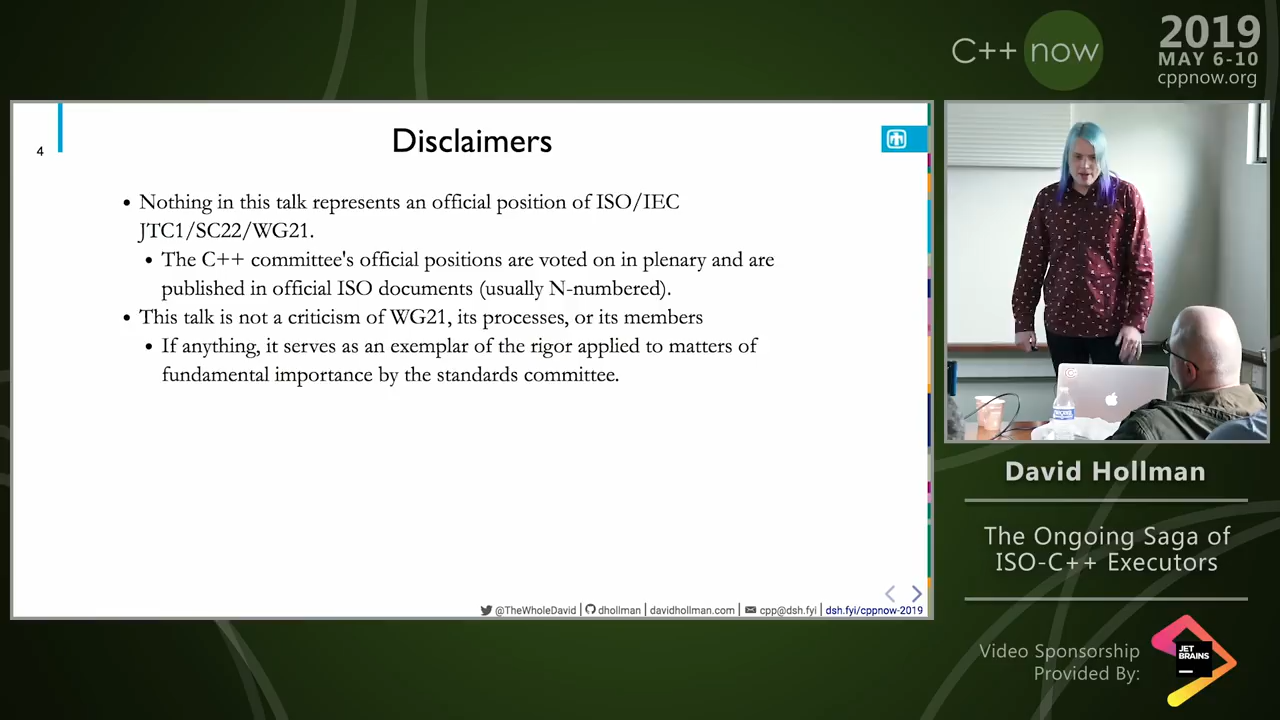 C++ now
2019
MAY 6-10
cppnow.org
4
Disclaimers
• Nothing in this talk represents an official position of ISO/IEC
JTC1/SC22/WG21.
• The C++ committee's official positions are voted on in plenary and are
published in official ISO documents (usually N-numbered).
• This talk is not a criticism of WG21, its processes, or its members
• If anything, it serves as an exemplar of the rigor applied to matters of
fundamental importance by the standards committee.
@TheWholeDavid | dhollman | davidhollman.com | cpp@dsh.fyi | dsh.fyi/cppnow-2019
David Hollman
The Ongoing Saga of
ISO-C++ Executors
Video Sponsorship
Provided By:
JET
BRAINS